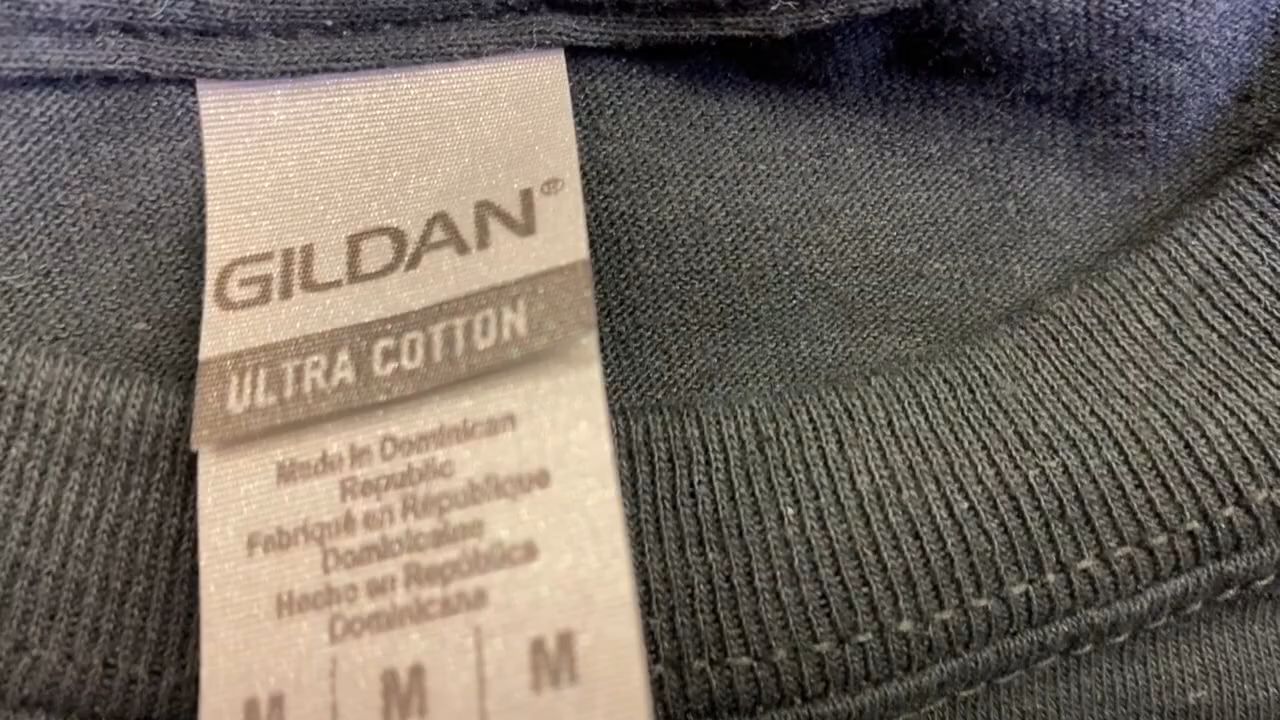 GILDAN®
ULTRA COTTON
Made in Dominican
Republic
Fabriqué en République
Dominicaine
Hecho en República
Dominicana
M | M | M